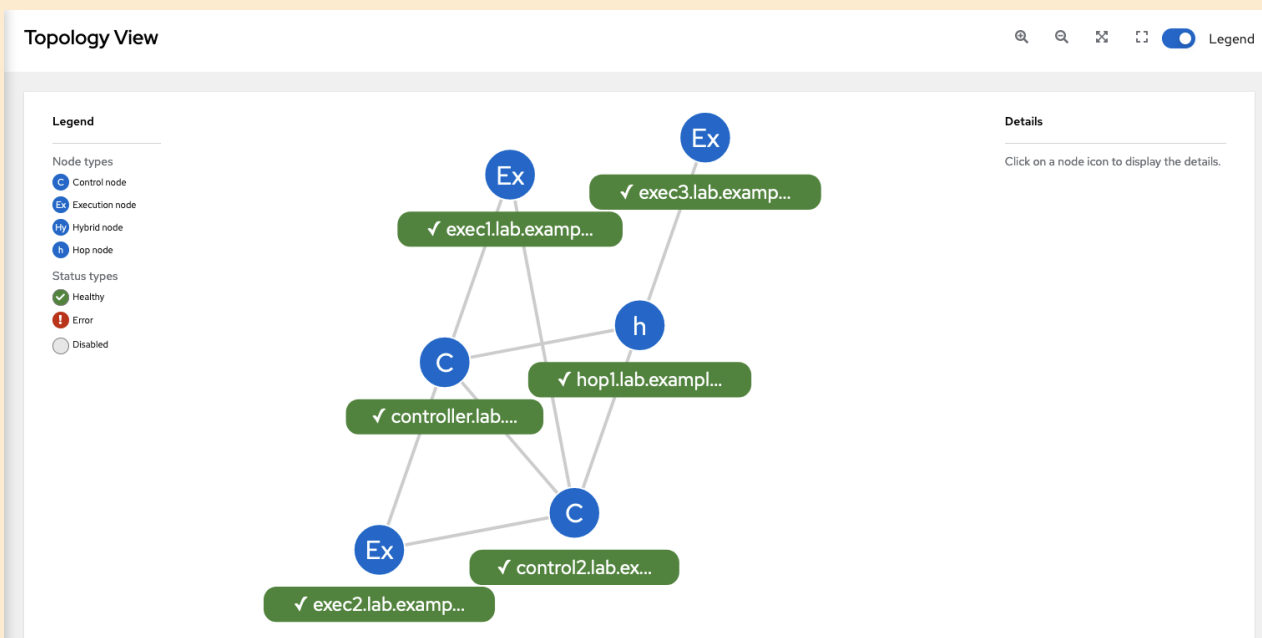 Topology View
Legend
Legend
Node types
C Control node
Ex Execution node
Hy Hybrid node
h Hop node
Status types
Healthy
! Error
Disabled
Ex
✓ exec3.lab.examp...
Ex
✓ exec1.lab.examp...
h
✓ hop1.lab.exampl...
C
✓ controller.lab....
C
✓ control2.lab.ex...
Ex
✓ exec2.lab.examp...
Details
Click on a node icon to display the details.